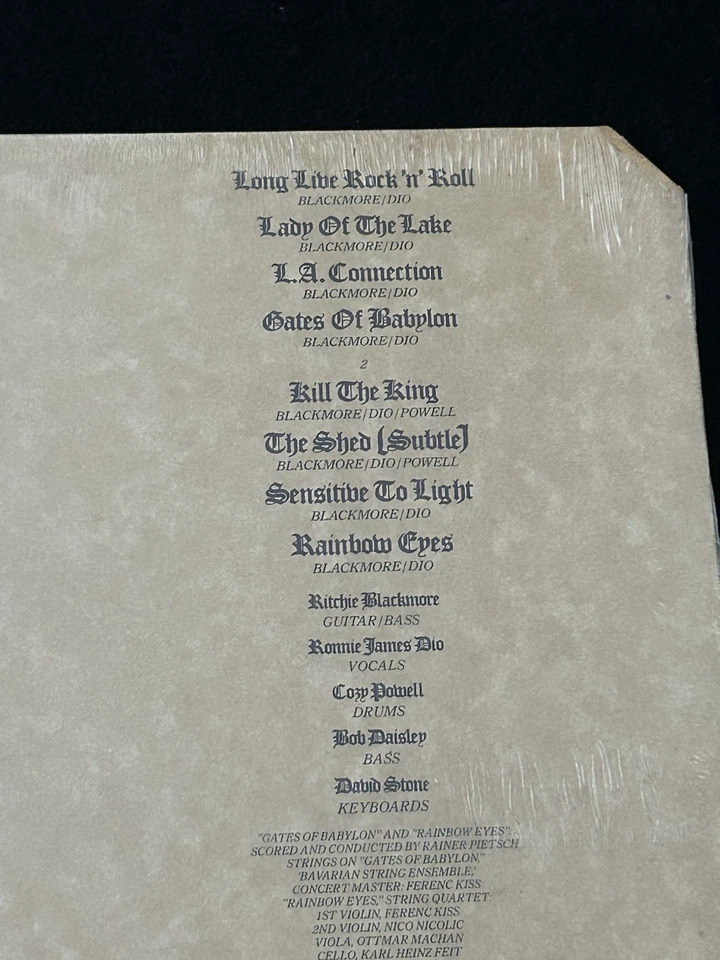 Long Live Rock 'n' Roll
BLACKMORE/DIO
Lady Of The Lake
BLACKMORE/DIO
L.A. Connection
BLACKMORE/DIO
Gates Of Babylon
BLACKMORE/DIO
2
Kill The King
BLACKMORE/DIO/POWELL
The Shed [Subtle]
BLACKMORE/DIO/POWELL
Sensitive To Light
BLACKMORE/DIO
Rainbow Eyes
BLACKMORE/DIO
Ritchie Blackmore
GUITAR/BASS
Ronnie James Dio
VOCALS
Cozy Powell
DRUMS
Bob Daisley
BASS
David Stone
KEYBOARDS
"GATES OF BABYLON" AND "RAINBOW EYES":
SCORED AND CONDUCTED BY RAINER PIETSCH
STRINGS ON "GATES OF BABYLON,"
'BAVARIAN STRING ENSEMBLE,'
CONCERT MASTER: FERENC KISS
"RAINBOW EYES," STRING QUARTET:
1ST VIOLIN, FERENC KISS
2ND VIOLIN, NICO NICOLIC
VIOLA, OTTMAR MACHAN
CELLO, KARL HEINZ FEIT